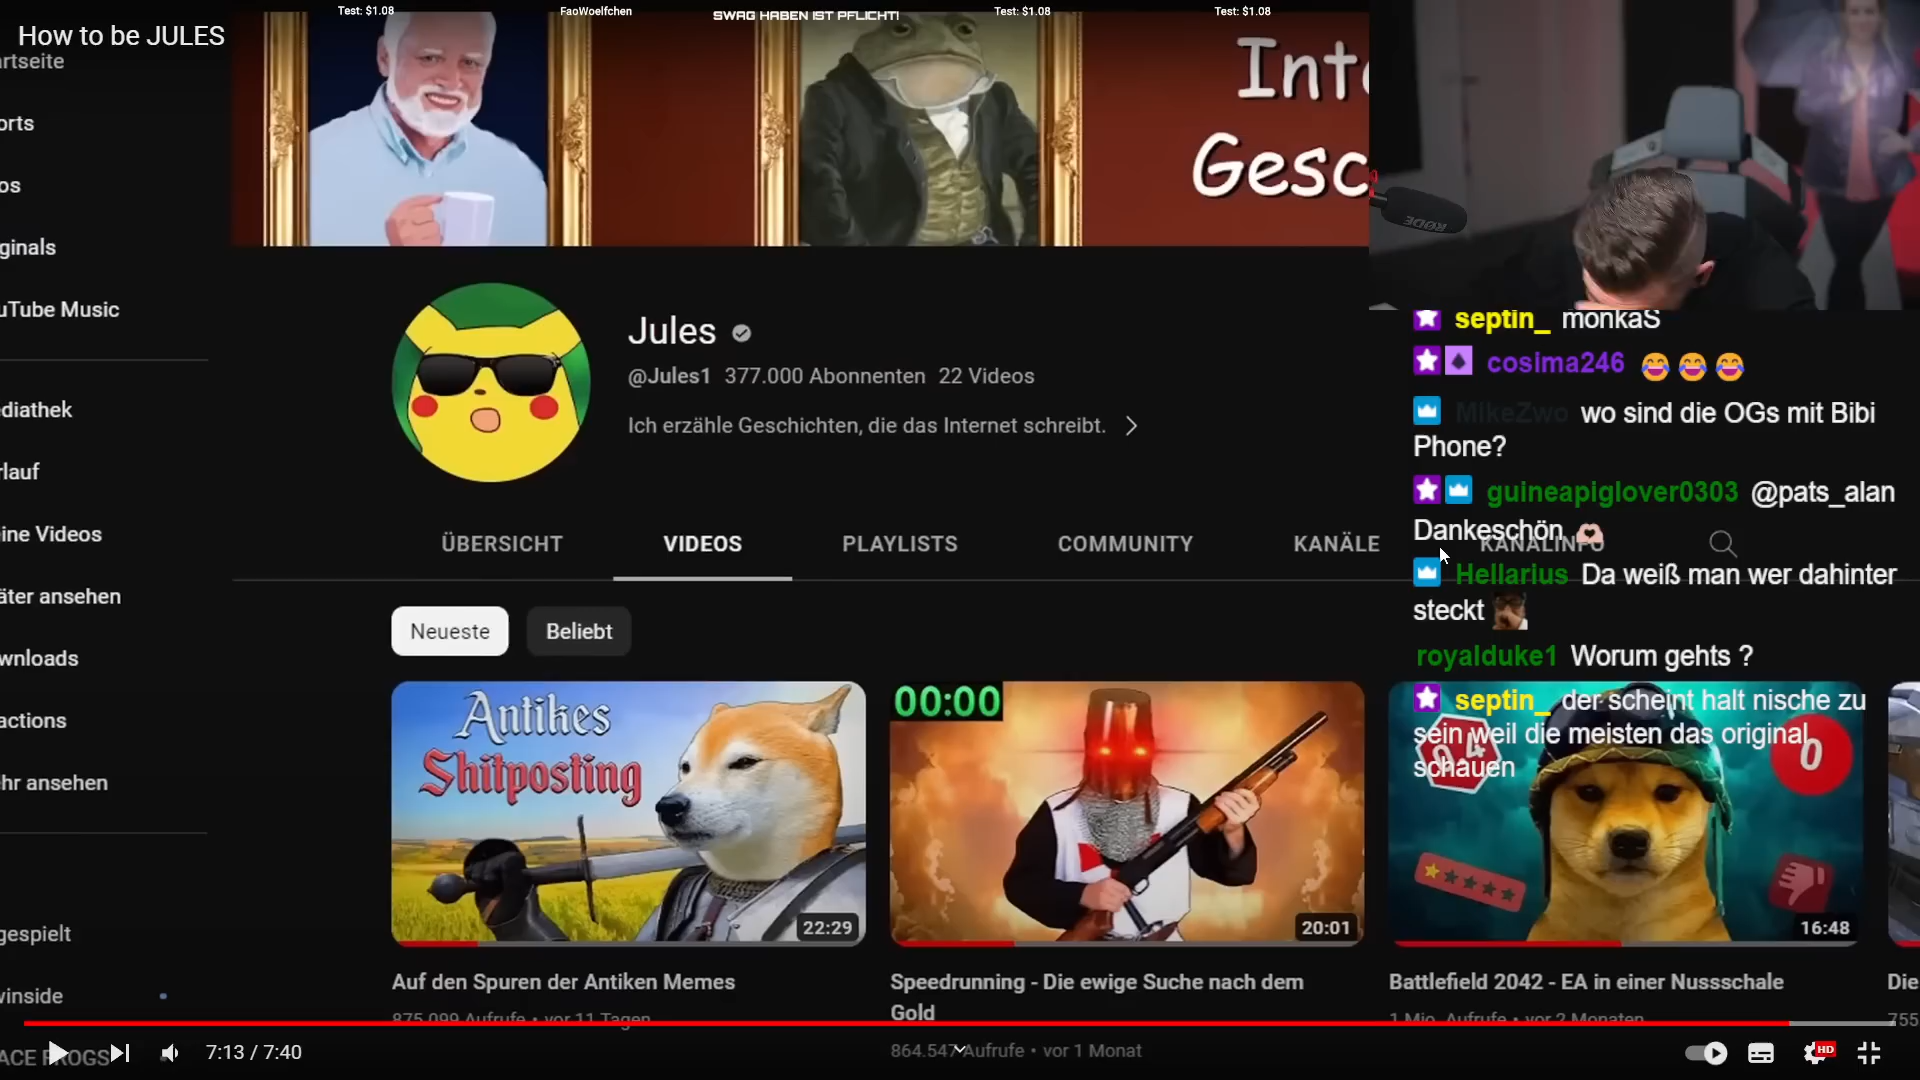 Test: $1.08
FaoWoelfchen
SWAG HABEN IST PFLICHT!
Test: $1.08
Test: $1.08
How to be JULES
rtseite
orts
os
ginals
uTube Music
diathek
rlauf
ine Videos
äter ansehen
wnloads
actions
hr ansehen
gespielt
vinside
ACE FROGS
Inte
Gesc
RØDE
Jules
@Jules1 377.000 Abonnenten 22 Videos
Ich erzähle Geschichten, die das Internet schreibt.
ÜBERSICHT
VIDEOS
PLAYLISTS
COMMUNITY
KANÄLE
KANALINFO
Neueste
Beliebt
septin_ monkaS
cosima246
MikeZwo wo sind die OGs mit Bibi
Phone?
guineapiglover0303 @pats_alan
Dankeschön
Hellarius Da weiß man wer dahinter
steckt
royalduke1 Worum gehts ?
septin_ der scheint halt nische zu
sein weil die meisten das original
schauen
Antikes
Shitposting
22:29
00:00
20:01
0
16:48
Auf den Spuren der Antiken Memes
875.099 Aufrufe • vor 11 Tagen
Speedrunning - Die ewige Suche nach dem
Gold
864.547 Aufrufe • vor 1 Monat
Battlefield 2042 - EA in einer Nussschale
1 Mio. Aufrufe • vor 2 Monaten
Die
755
7:13 / 7:40
HD